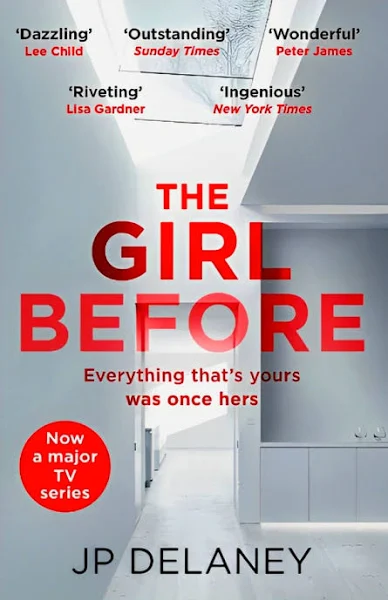 ‘Dazzling’ ‘Outstanding’ ‘Wonderful’
Lee Child Sunday Times Peter James
‘Riveting’ ‘Ingenious’
Lisa Gardner New York Times
THE
GIRL
BEFORE
Everything that’s yours
was once hers
Now
a major
TV
series
JP DELANEY